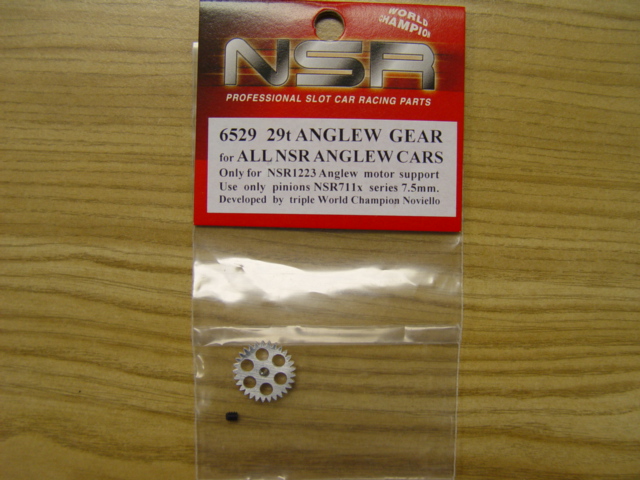 WORLD
CHAMPION
NSR
PROFESSIONAL SLOT CAR RACING PARTS
6529 29t ANGLEW GEAR
for ALL NSR ANGLEW CARS
Only for NSR1223 Anglew motor support
Use only pinions NSR711x series 7.5mm.
Developed by triple World Champion Noviello